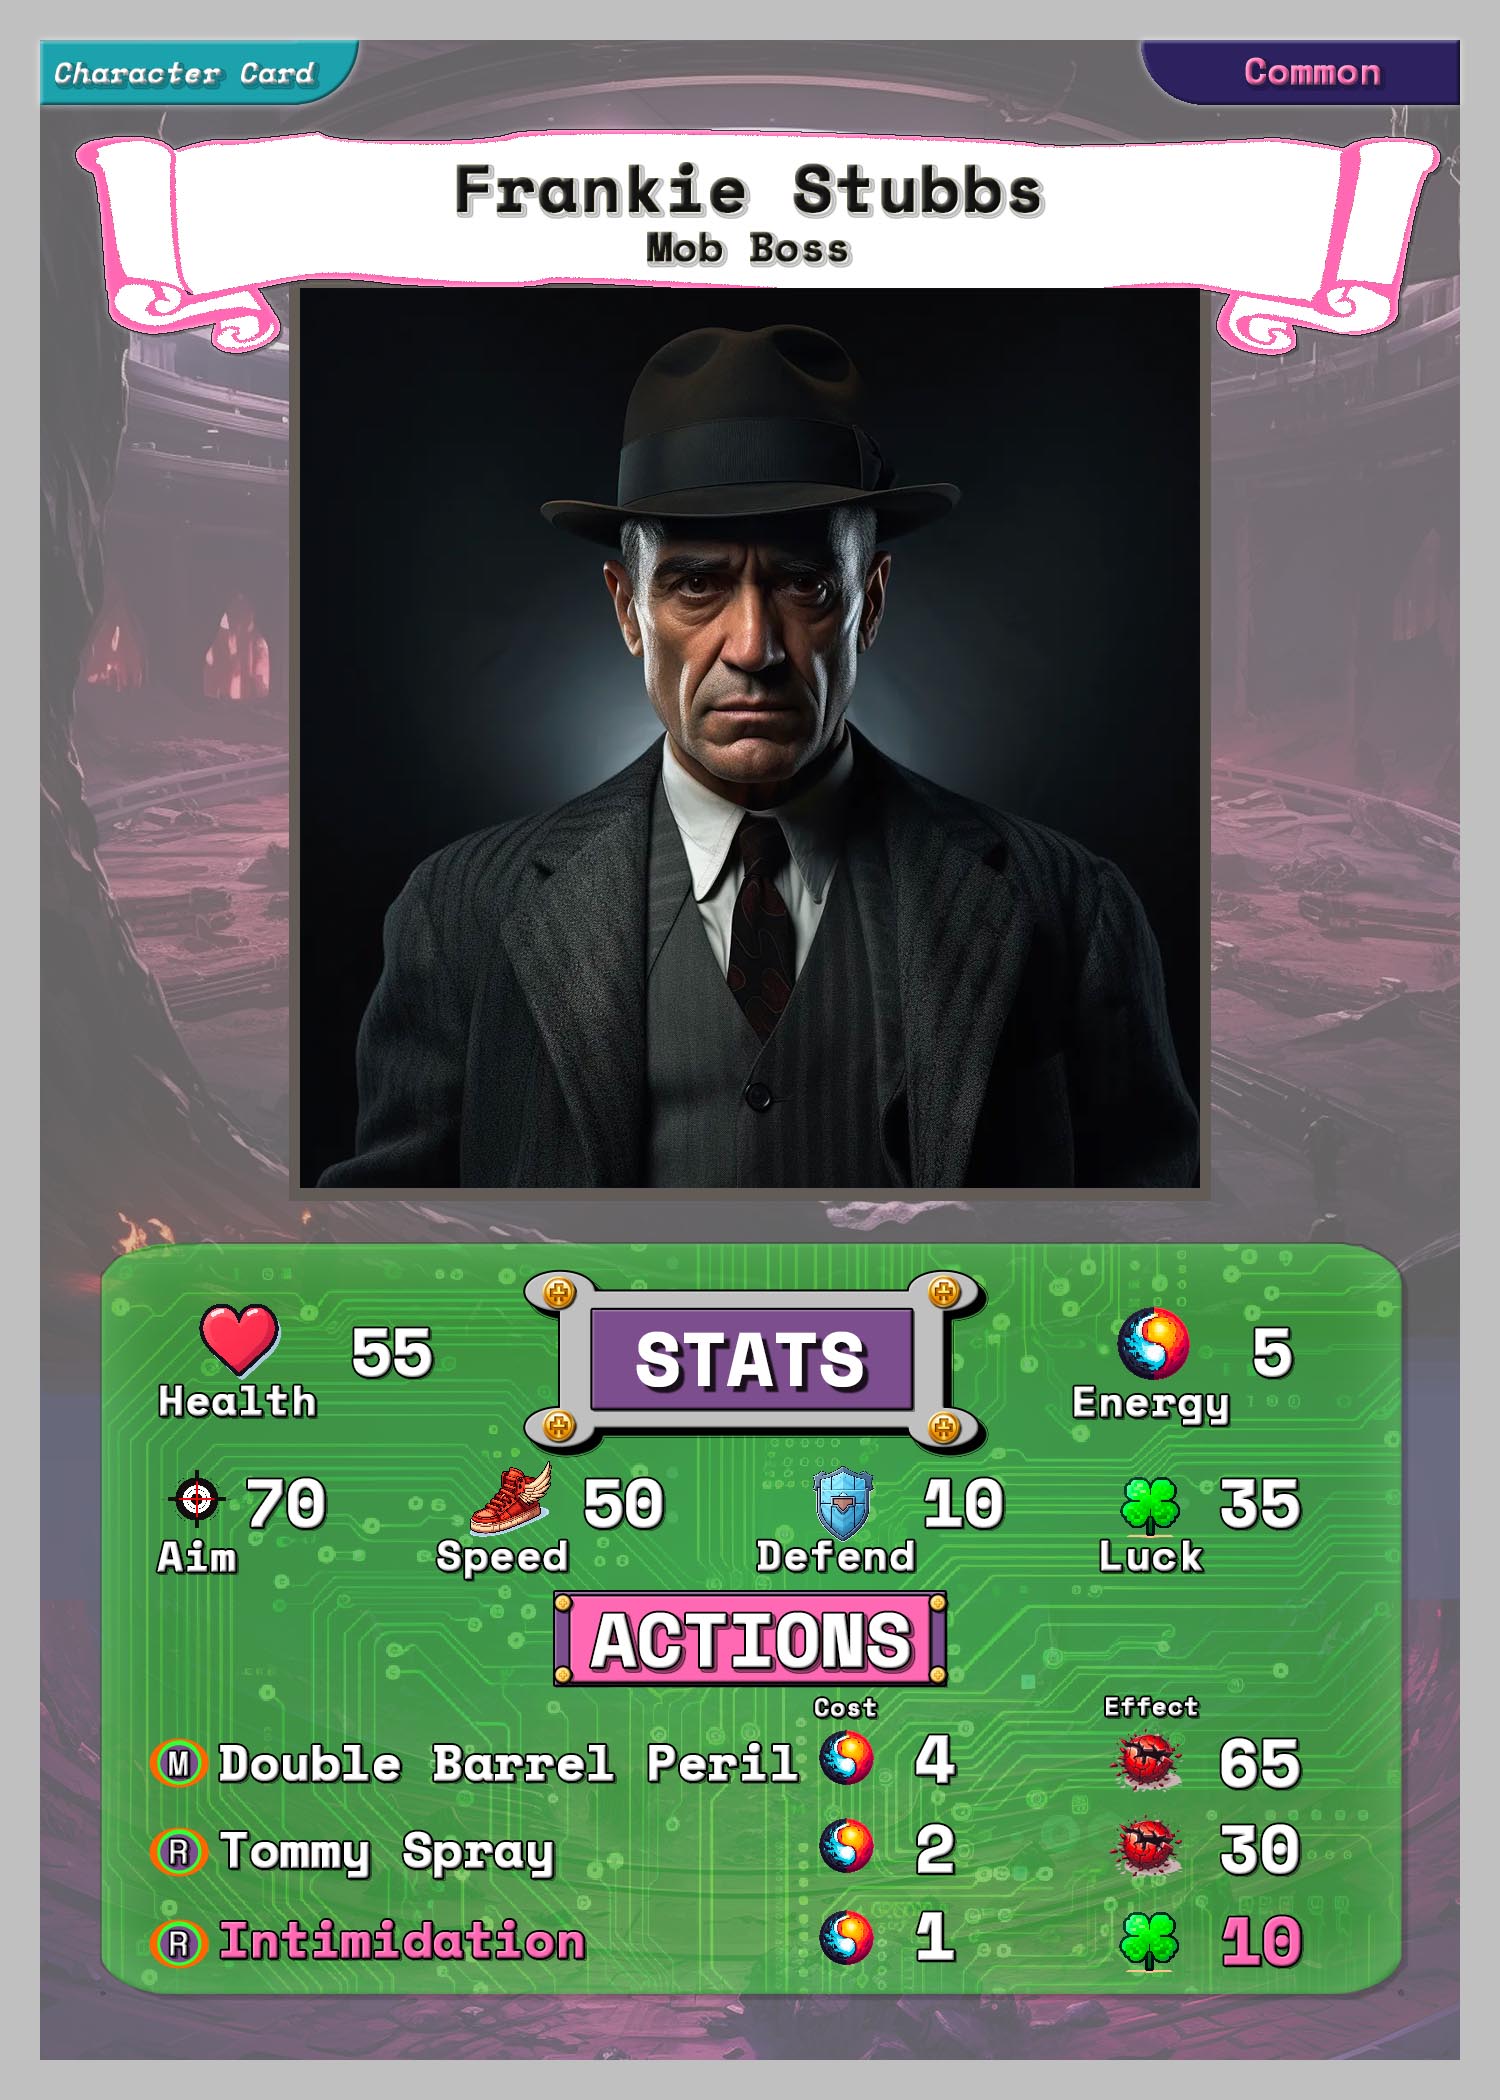 Character Card
Common
Frankie Stubbs
Mob Boss
55
STATS
5
Health
Energy
70
50
10
35
Aim
Speed
Defend
Luck
ACTIONS
Cost
Effect
M Double Barrel Peril 4 65
R Tommy Spray 2 30
R Intimidation 1 10